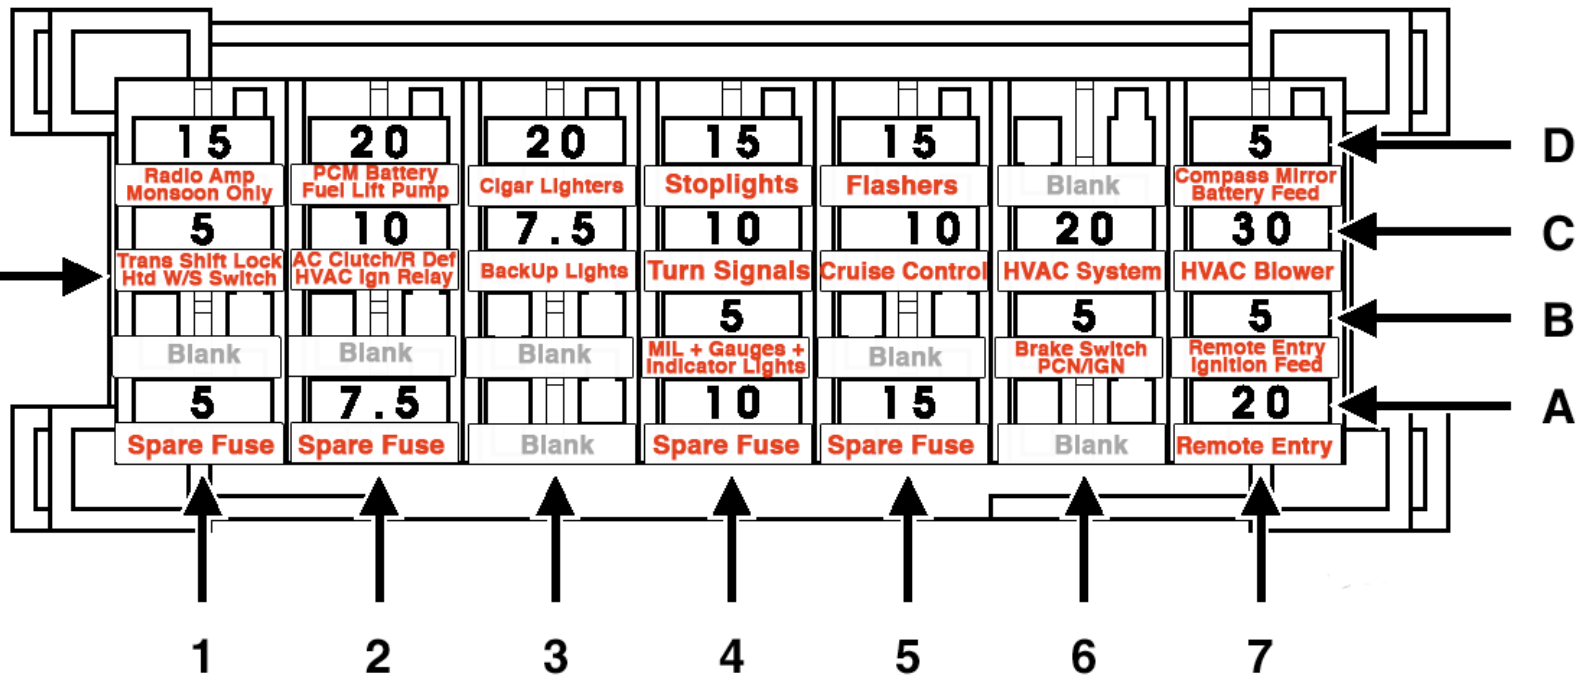 15 20 20 15 15 5 D
Radio Amp
Monsoon Only
PCM Battery
Fuel Lift Pump
Cigar Lighters
Stoplights
Flashers
Blank
Compass Mirror
Battery Feed
5 10 7.5 10 10 20 30 C
Trans Shift Lock
Htd W/S Switch
AC Clutch/R Def
HVAC Ign Relay
BackUp Lights
Turn Signals
Cruise Control
HVAC System
HVAC Blower
5 5 5 B
Blank
Blank
Blank
MIL + Gauges +
Indicator Lights
Blank
Brake Switch
PCN/IGN
Remote Entry
Ignition Feed
5 7.5 10 15 20 A
Spare Fuse
Spare Fuse
Blank
Spare Fuse
Spare Fuse
Blank
Remote Entry
1 2 3 4 5 6 7